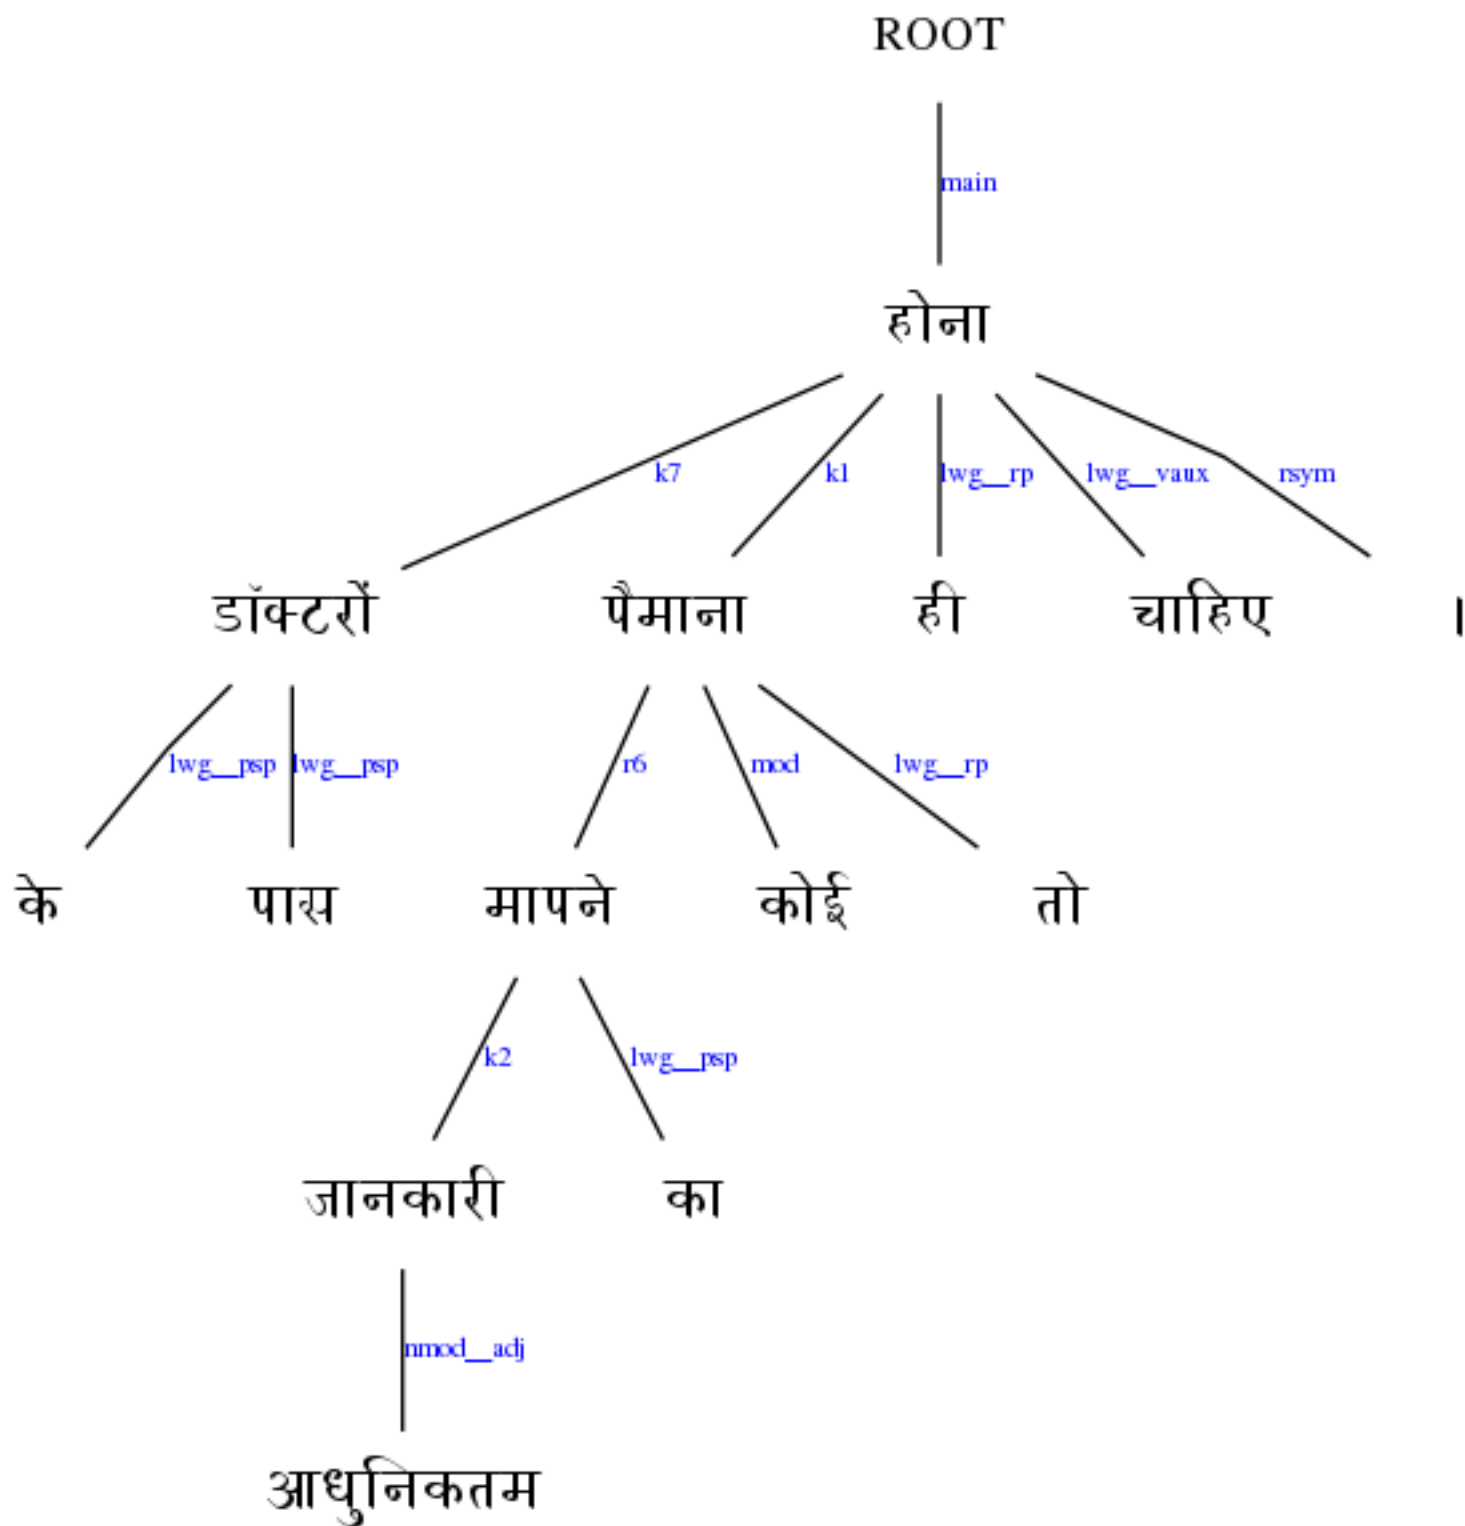 ROOT
main
होना
k7 k1 lwg__rp lwg__vaux rsym
डॉक्टरों पैमाना ही चाहिए ।
lwg__psp lwg__psp r6 mod lwg__rp
के पास मापने कोई तो
k2 lwg__psp
जानकारी का
nmod__adj
आधुनिकतम